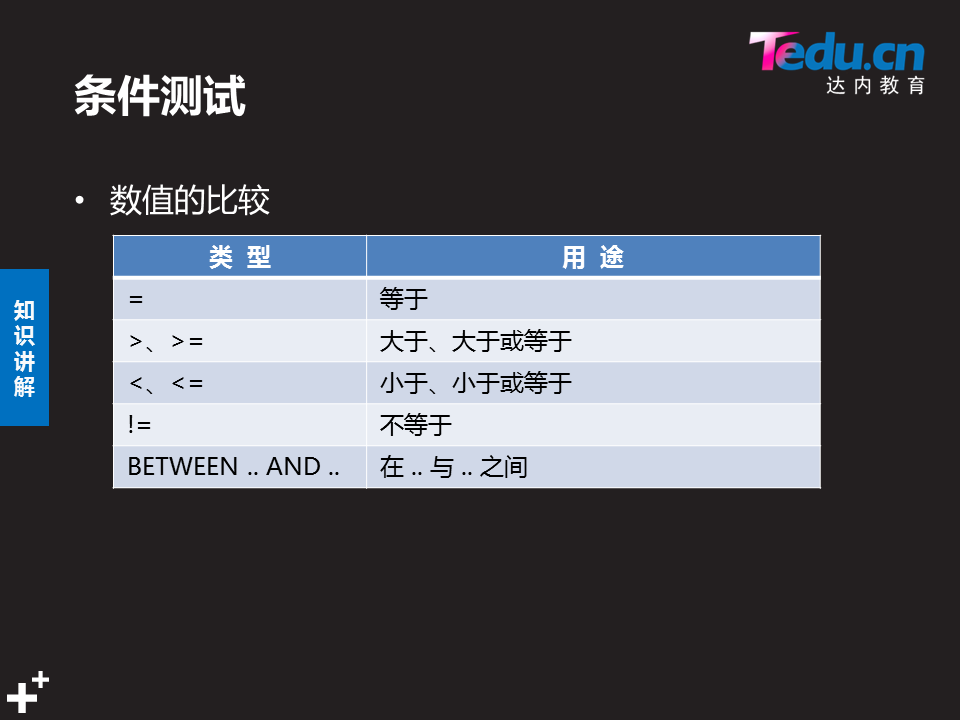 Tedu.cn
达内教育
条件测试
• 数值的比较
类 型 用 途
= 等于
>、>= 大于、大于或等于
<、<= 小于、小于或等于
!= 不等于
BETWEEN .. AND .. 在 .. 与 .. 之间
知
识
讲
解